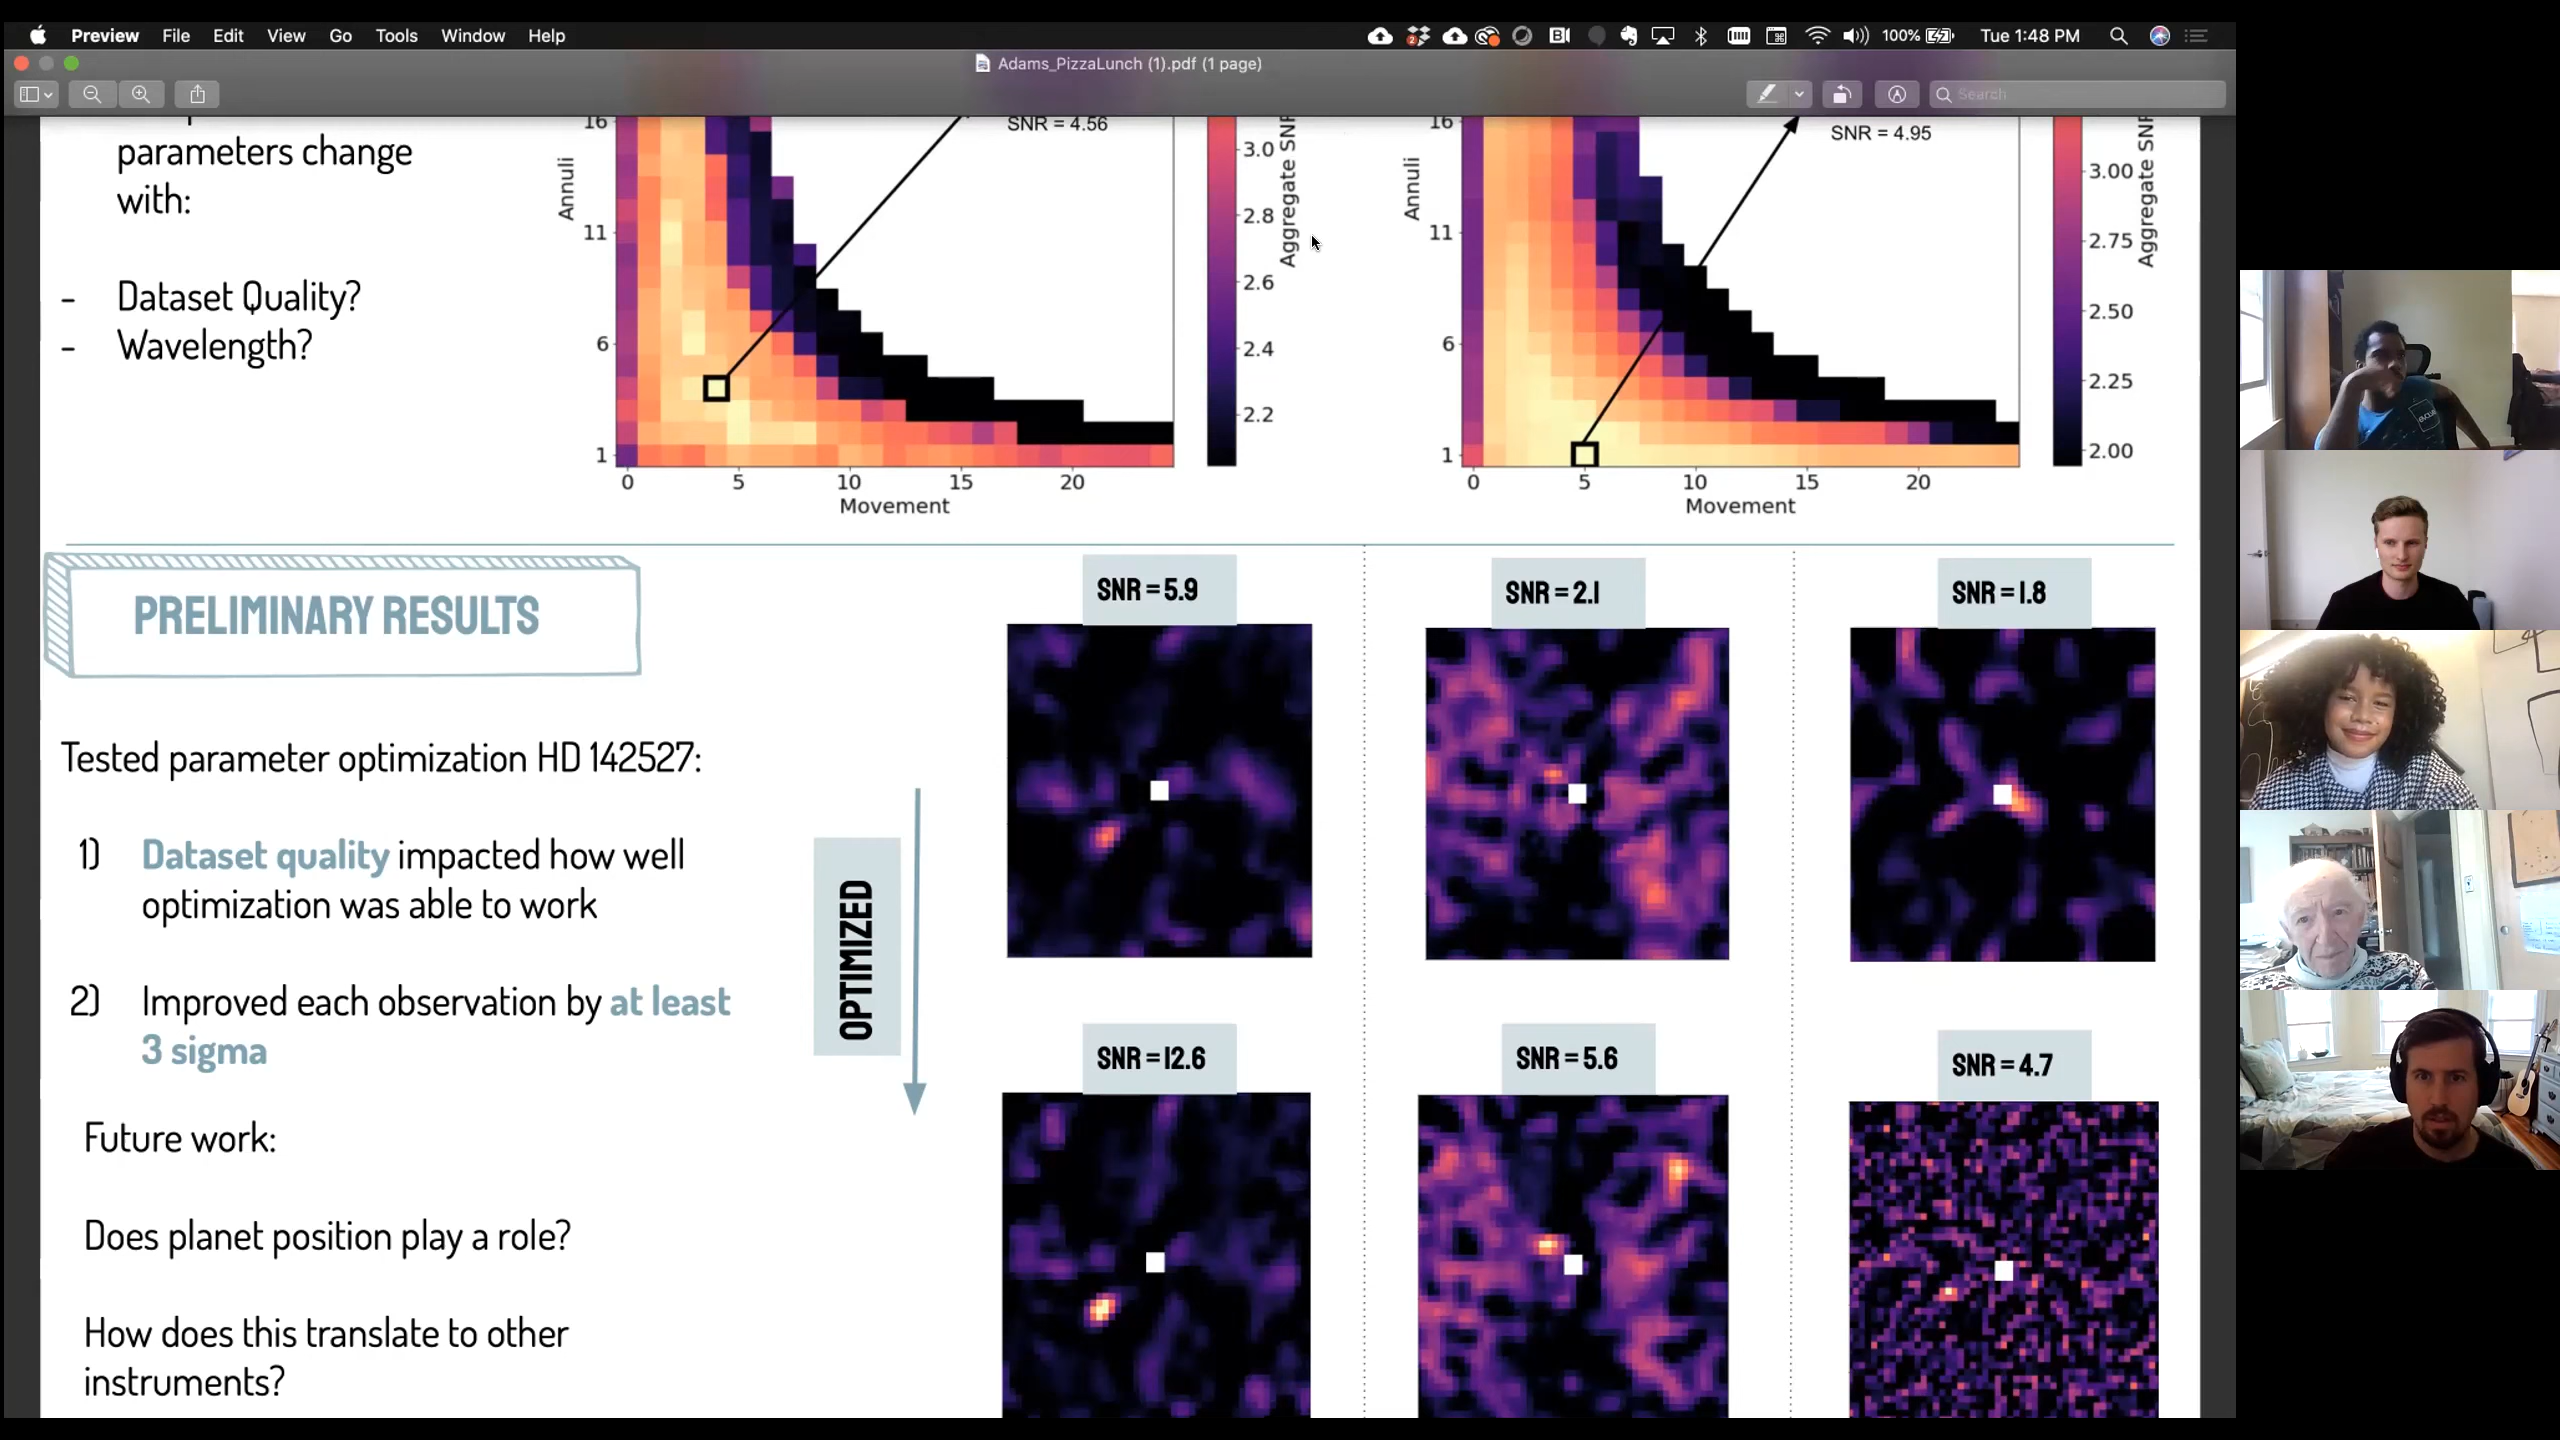 Preview File Edit View Go Tools Window Help
100% Tue 1:48 PM
Adams_PizzaLunch (1).pdf (1 page)
Search
parameters change
with:
- Dataset Quality?
- Wavelength?
SNR = 4.56
Annuli
16
11
6
1
0 5 10 15 20
Movement
3.0
2.8
2.6
2.4
2.2
Aggregate SNR
SNR = 4.95
Annuli
16
11
6
1
0 5 10 15 20
Movement
3.00
2.75
2.50
2.25
2.00
Aggregate SNR
PRELIMINARY RESULTS
Tested parameter optimization HD 142527:
1) Dataset quality impacted how well
optimization was able to work
2) Improved each observation by at least
3 sigma
Future work:
Does planet position play a role?
How does this translate to other
instruments?
OPTIMIZED
SNR = 5.9
SNR = 2.1
SNR = 1.8
SNR = 12.6
SNR = 5.6
SNR = 4.7